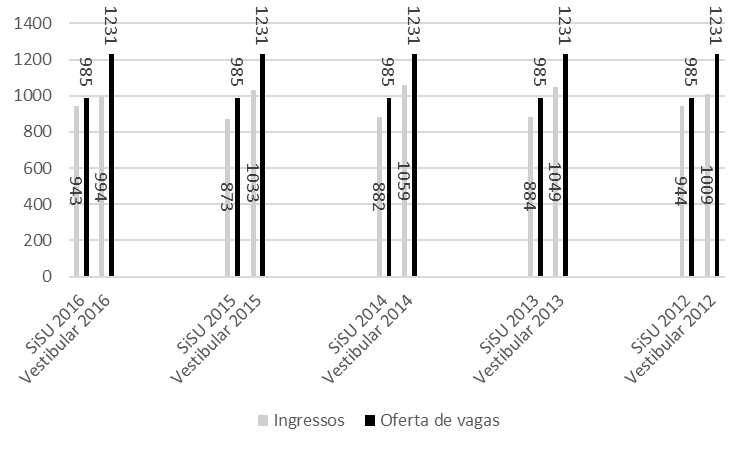 1400
1200
1000
800
600
400
200
0
943
985
994
1231
873
985
1033
1231
882
985
1059
1231
884
985
1049
1231
944
985
1009
1231
SiSU 2016
Vestibular 2016
SiSU 2015
Vestibular 2015
SiSU 2014
Vestibular 2014
SiSU 2013
Vestibular 2013
SiSU 2012
Vestibular 2012
Ingressos
Oferta de vagas